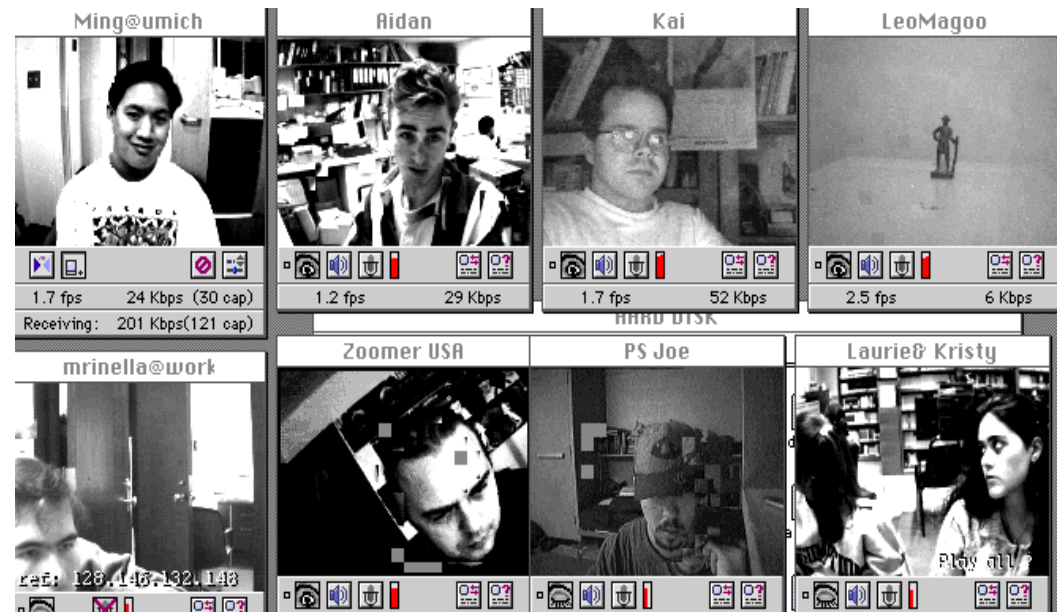 Ming@umich
Aidan
Kai
LeoMagoo
1.7 fps 24 Kbps (30 cap)
1.2 fps 29 Kbps
1.7 fps 52 Kbps
2.5 fps 6 Kbps
Receiving: 201 Kbps(121 cap)
HARD DISK
mrinella@work
Zoomer USA
PS Joe
Laurie& Kristy
ref: 128.146.132.148
Play all ?